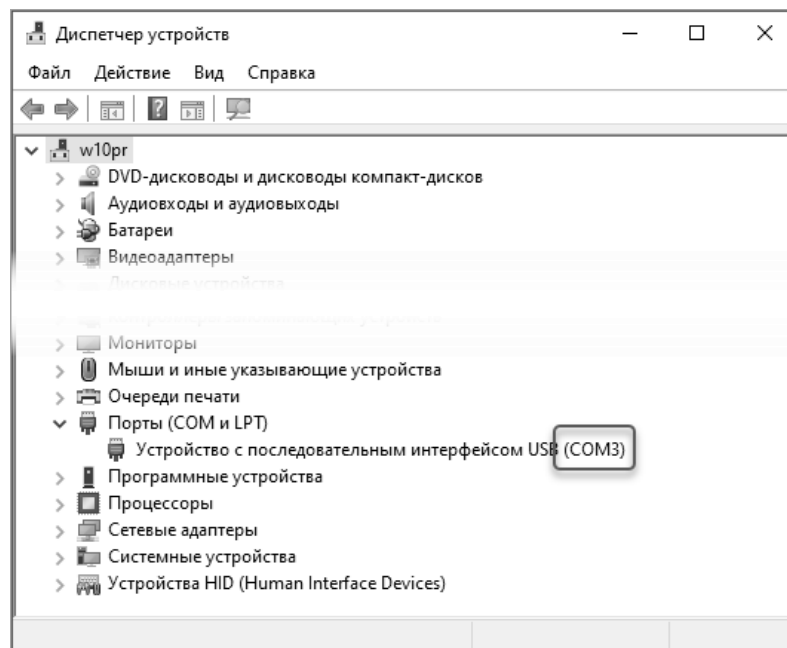 Диспетчер устройств
Файл Действие Вид Справка
w10pr
DVD-дисководы и дисководы компакт-дисков
Аудиовходы и аудиовыходы
Батареи
Видеоадаптеры
Дисковые устройства
Мониторы
Мыши и иные указывающие устройства
Очереди печати
Порты (COM и LPT)
Устройство с последовательным интерфейсом USB (COM3)
Программные устройства
Процессоры
Сетевые адаптеры
Системные устройства
Устройства HID (Human Interface Devices)